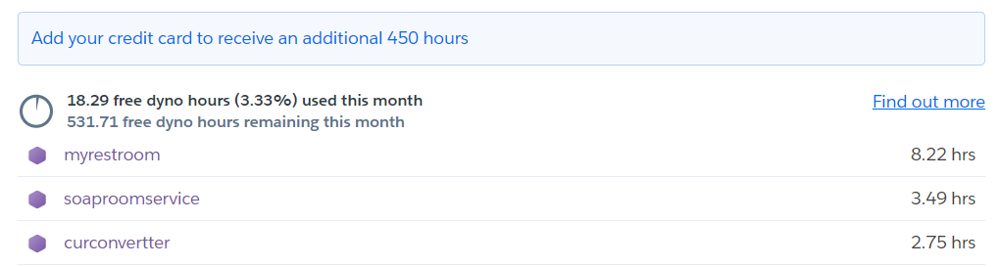 Add your credit card to receive an additional 450 hours
18.29 free dyno hours (3.33%) used this month
Find out more
531.71 free dyno hours remaining this month
myrestroom 8.22 hrs
soaproomservice 3.49 hrs
curconvertter 2.75 hrs